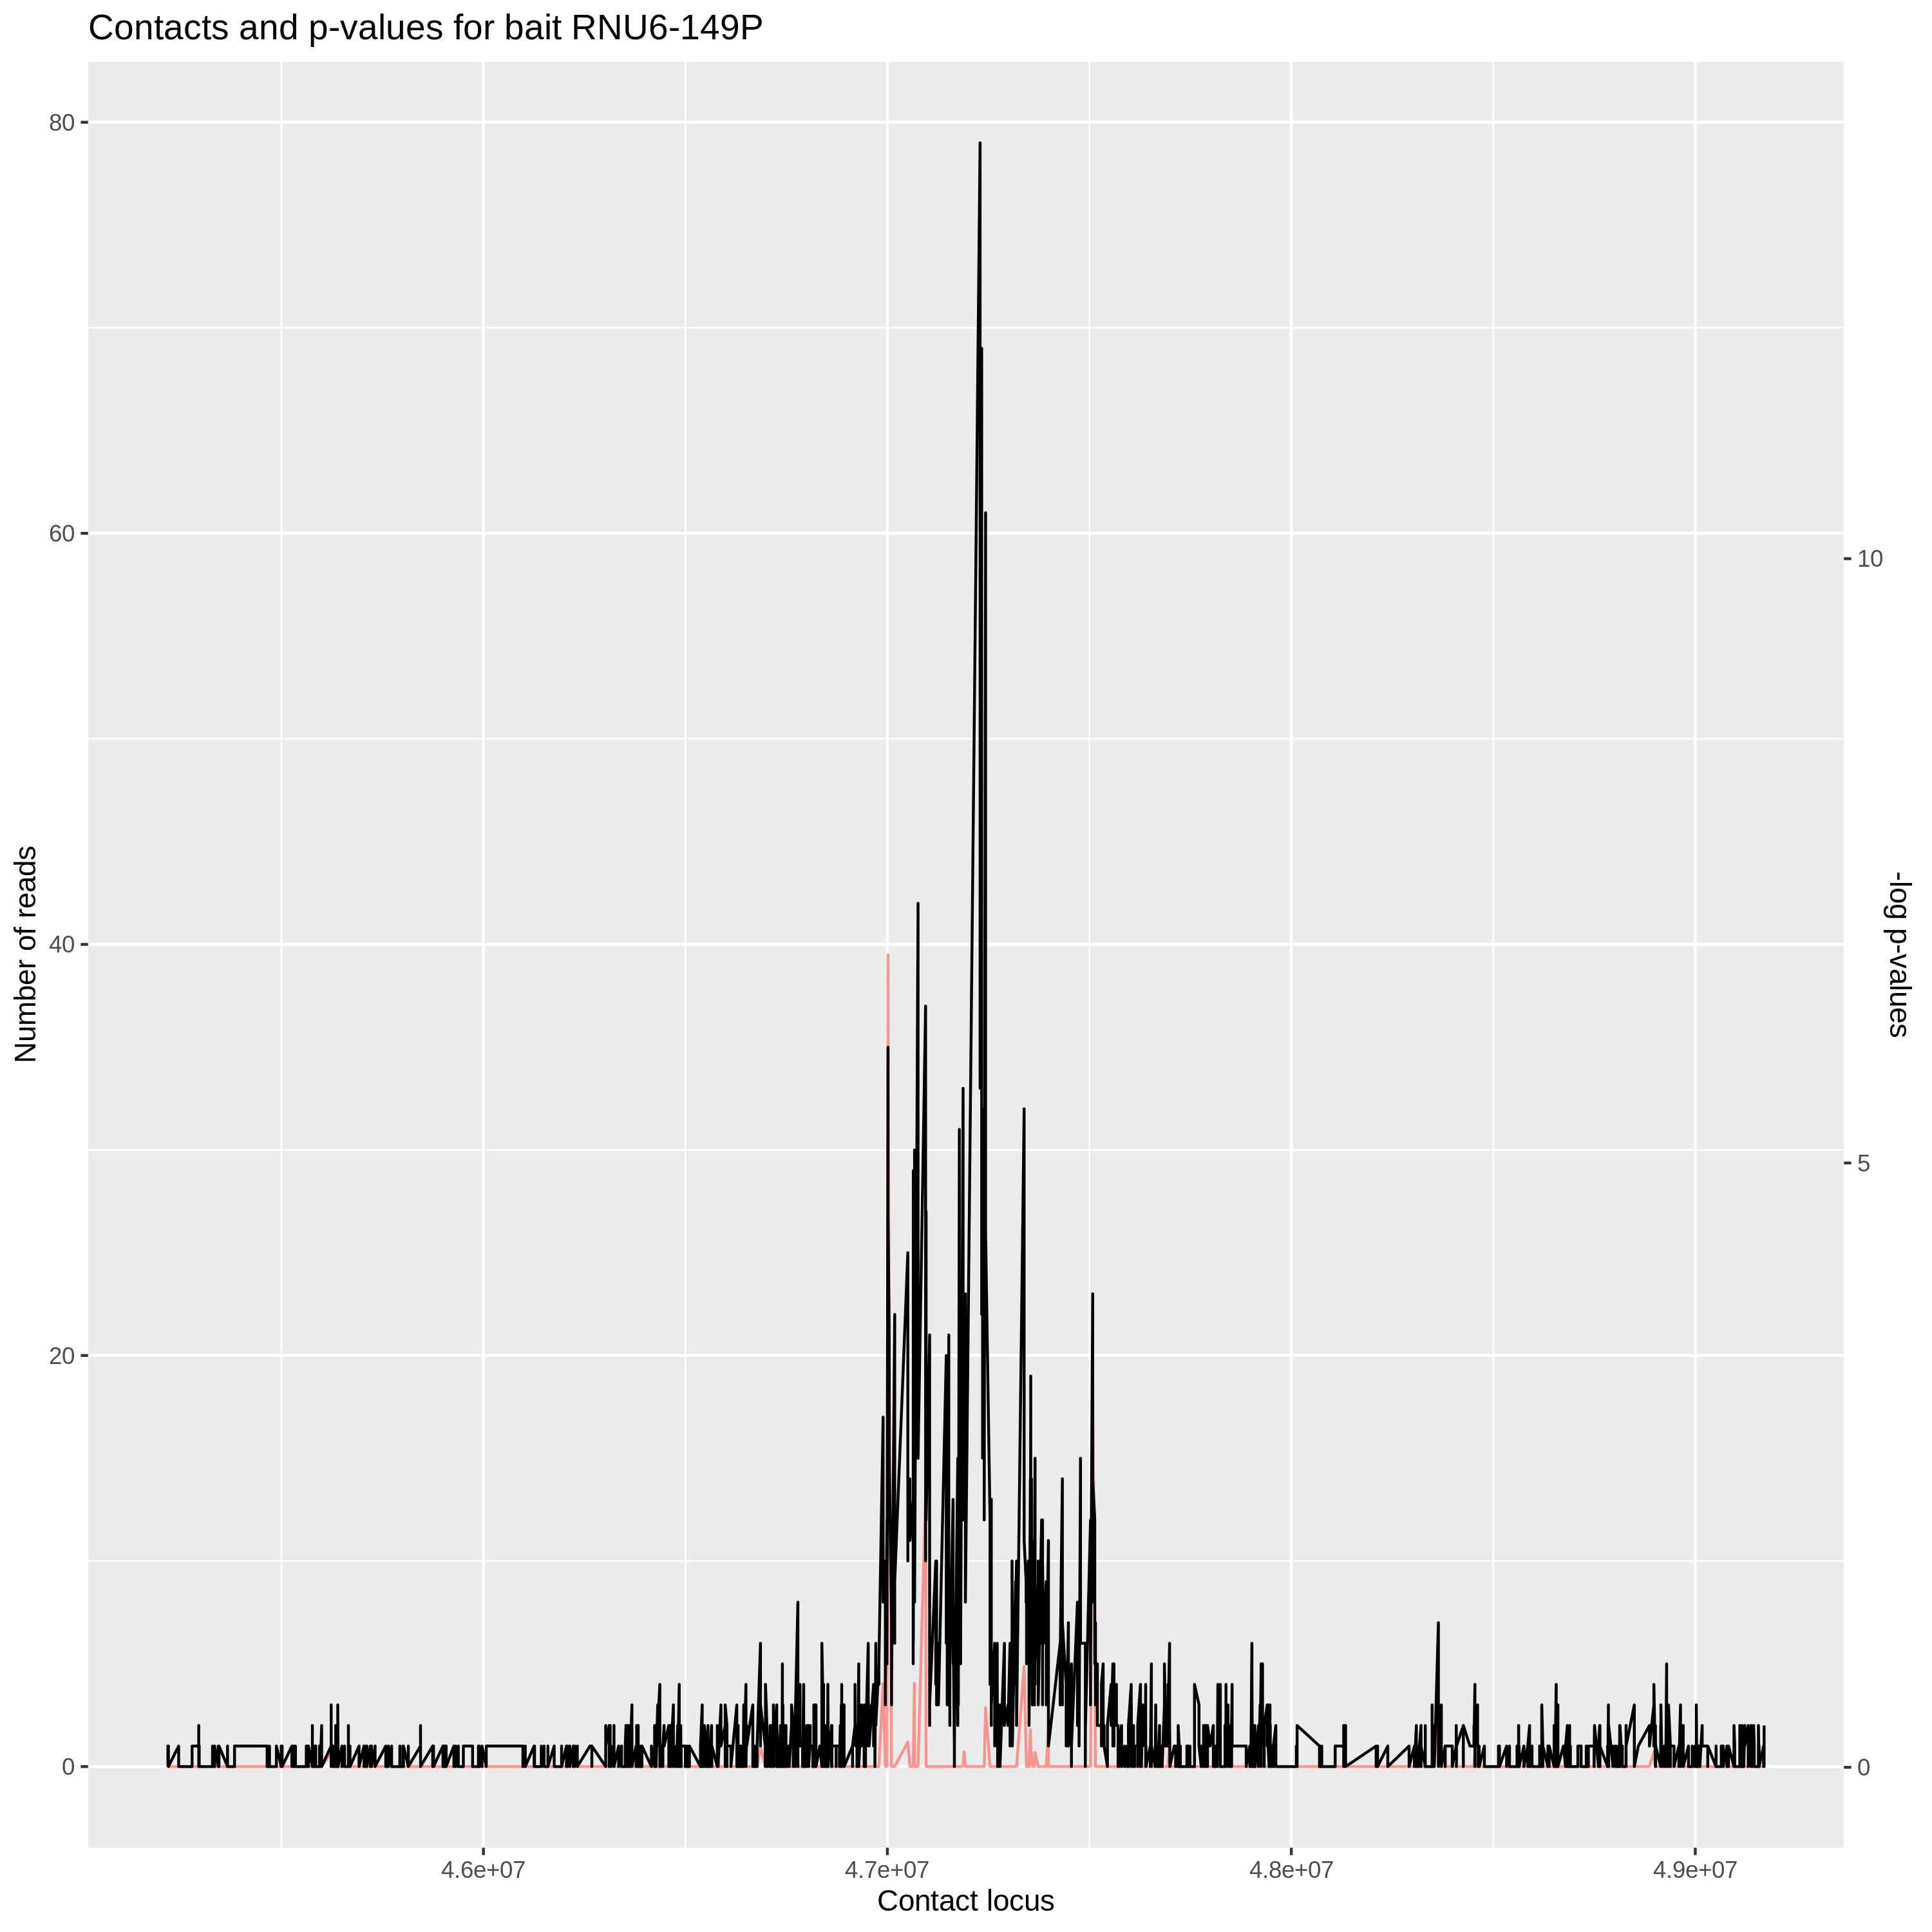 Contacts and p-values for bait RNU6-149P
80
60
40
20
0
Number of reads
10
5
0
-log p-values
4.6e+07
4.7e+07
4.8e+07
4.9e+07
Contact locus